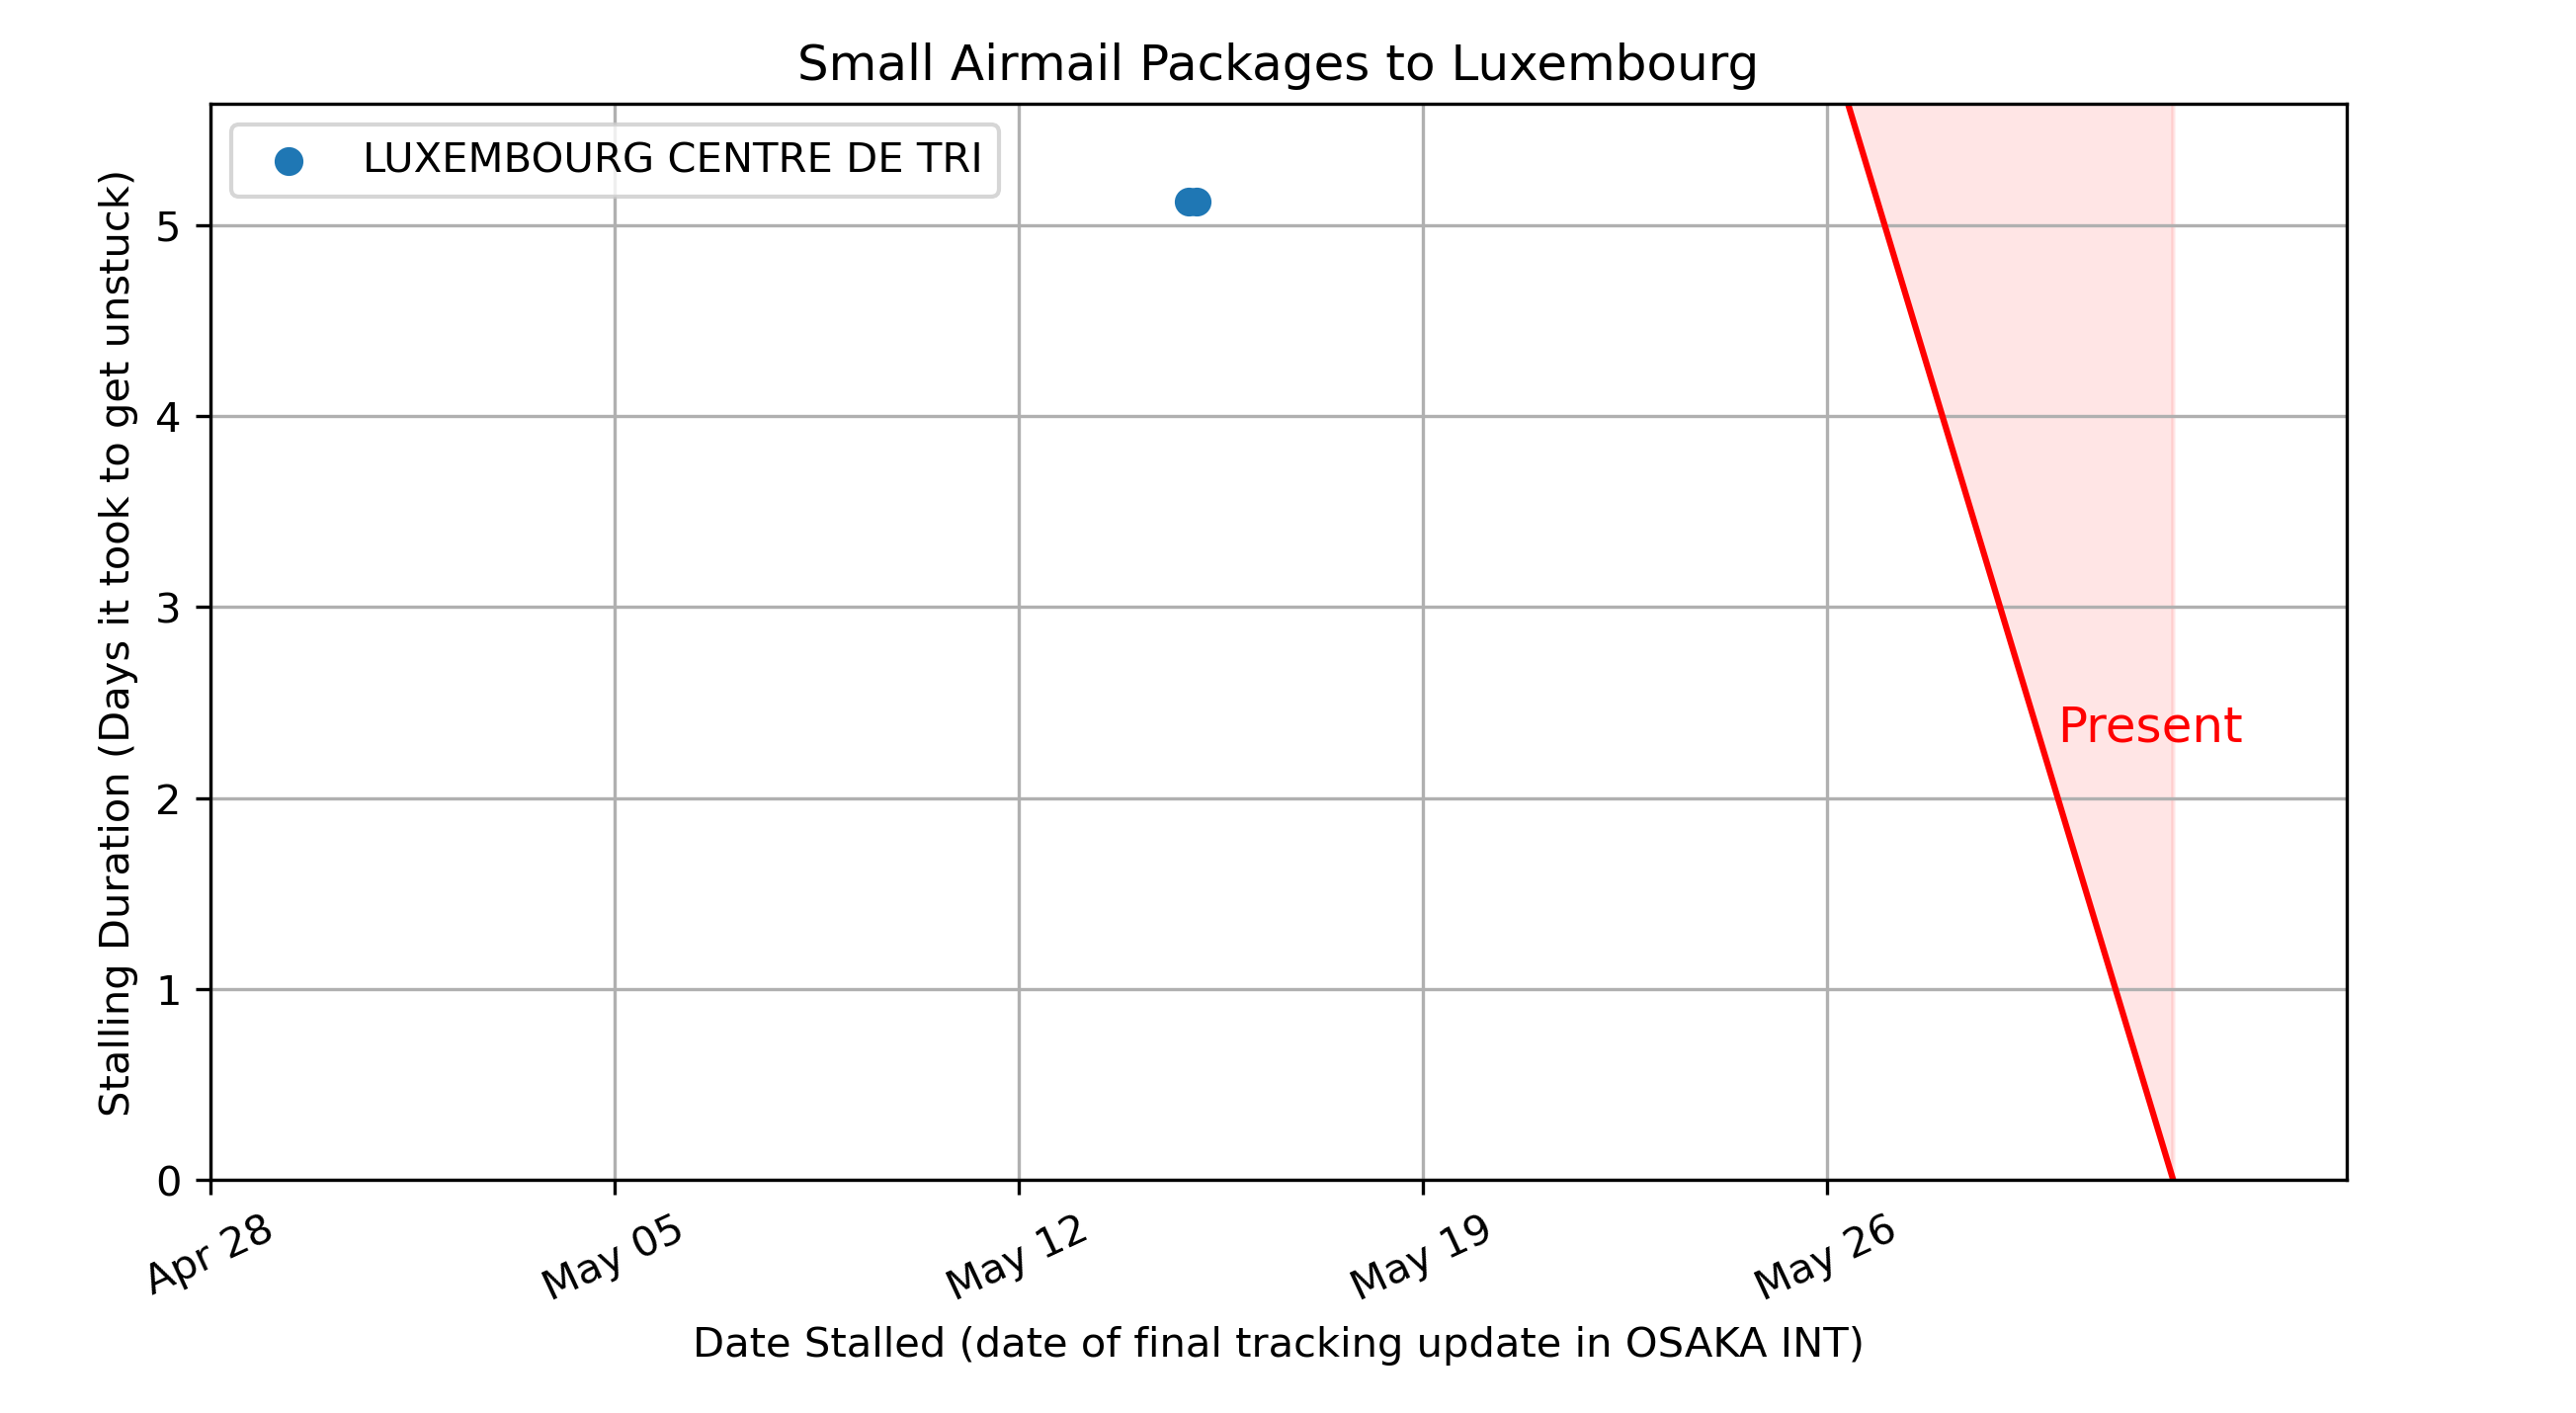 Small Airmail Packages to Luxembourg
LUXEMBOURG CENTRE DE TRI
Stalling Duration (Days it took to get unstuck)
5
4
3
2
1
0
Present
Apr 28
May 05
May 12
May 19
May 26
Date Stalled (date of final tracking update in OSAKA INT)